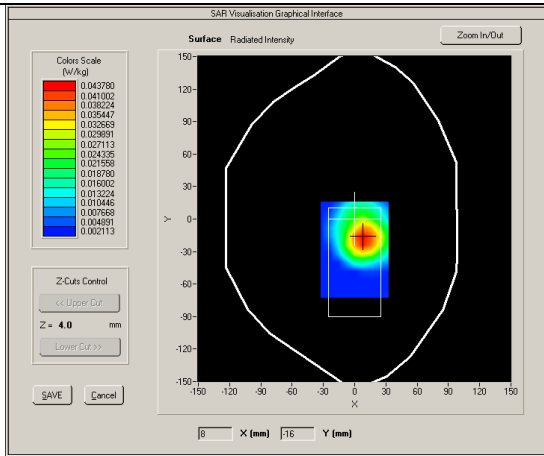 SAR Visualisation Graphical Interface
Surface Radiated Intensity
Zoom In/Out
Colors Scale
(W/kg)
0.043780
0.041002
0.038224
0.035447
0.032669
0.029891
0.027113
0.024335
0.021558
0.018780
0.016002
0.013224
0.010446
0.007668
0.004891
0.002113
Z-Cuts Control
<< Upper Cut
Z = 4.0 mm
Lower Cut >>
SAVE
Cancel
150
120
90
60
30
0
-30
-60
-90
-120
-150
Y
-150 -120 -90 -60 -30 0 30 60 90 120 150
X
8 X (mm) -16 Y (mm)